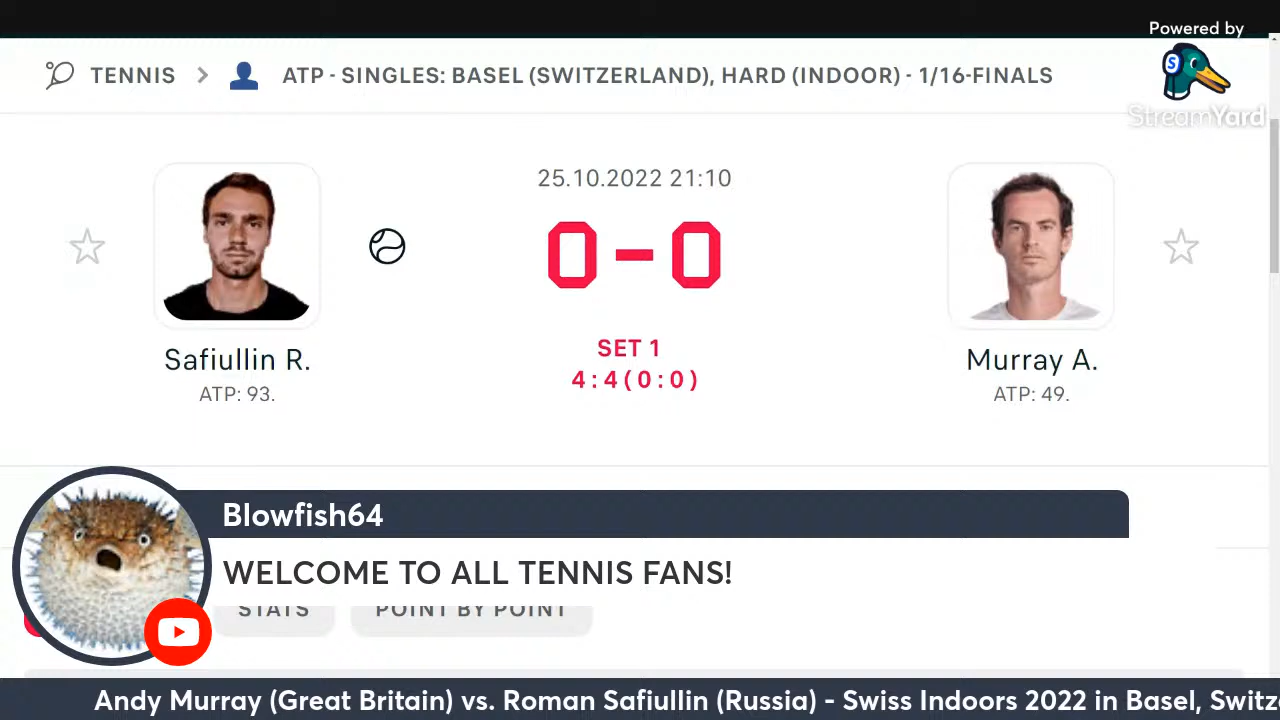 Powered by
StreamYard
TENNIS
ATP - SINGLES: BASEL (SWITZERLAND), HARD (INDOOR) - 1/16-FINALS
25.10.2022 21:10
0 - 0
SET 1
4 : 4 ( 0 : 0 )
Safiullin R.
ATP: 93.
Murray A.
ATP: 49.
Blowfish64
WELCOME TO ALL TENNIS FANS!
STATS
POINT BY POINT
Andy Murray (Great Britain) vs. Roman Safiullin (Russia) - Swiss Indoors 2022 in Basel, Switz